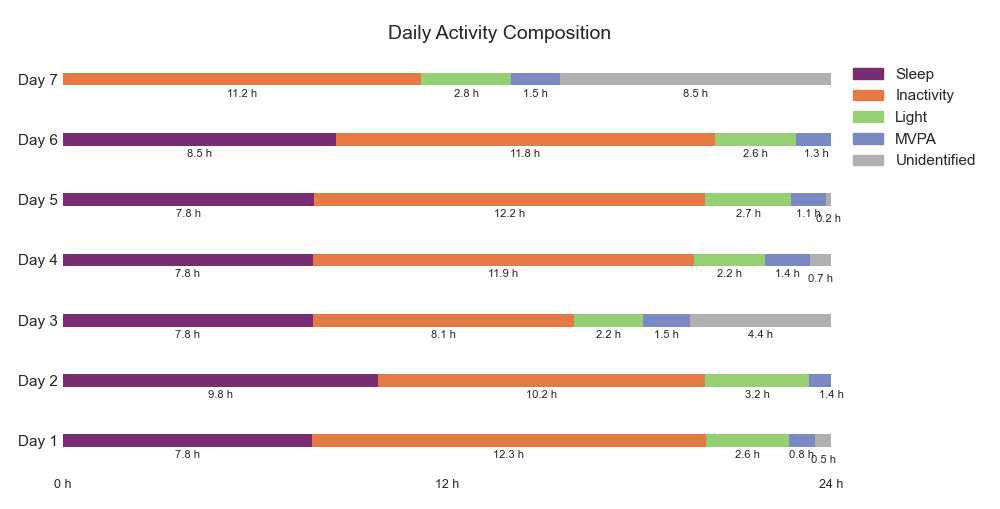 Daily Activity Composition
Day 7
11.2 h 2.8 h 1.5 h 8.5 h
Day 6
8.5 h 11.8 h 2.6 h 1.3 h
Day 5
7.8 h 12.2 h 2.7 h 1.1 h 0.2 h
Day 4
7.8 h 11.9 h 2.2 h 1.4 h 0.7 h
Day 3
7.8 h 8.1 h 2.2 h 1.5 h 4.4 h
Day 2
9.8 h 10.2 h 3.2 h 1.4 h
Day 1
7.8 h 12.3 h 2.6 h 0.8 h 0.5 h
0 h 12 h 24 h
Sleep
Inactivity
Light
MVPA
Unidentified